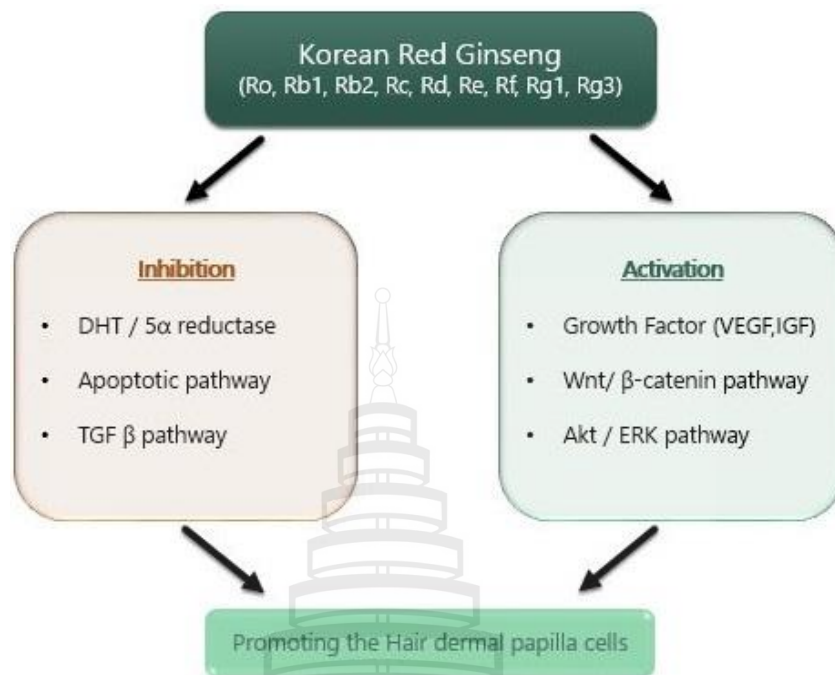 Korean Red Ginseng
(Ro, Rb1, Rb2, Rc, Rd, Re, Rf, Rg1, Rg3)
Inhibition
• DHT / 5α reductase
• Apoptotic pathway
• TGF β pathway
Activation
• Growth Factor (VEGF,IGF)
• Wnt/ β-catenin pathway
• Akt / ERK pathway
Promoting the Hair dermal papilla cells